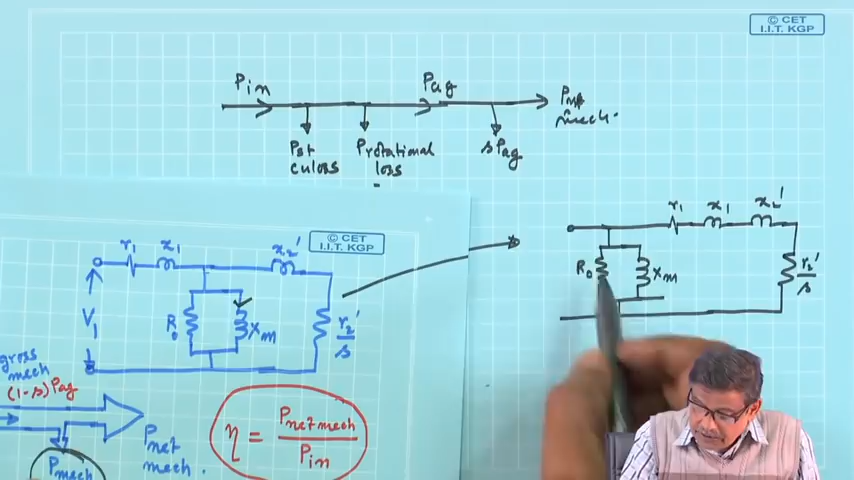 © CET
I.I.T. KGP
Pin
Pag
mech.
Pst
culoss
Protational
loss
sPag
© CET
I.I.T. KGP
r1
x1
x2'
V1
R0
Xm
r2'
s
r1
x1
x2'
R0
Xm
r2'
s
gross
mech
(1-s)Pag
Pnet
mech.
Pmech
η = Pnet mech
Pin